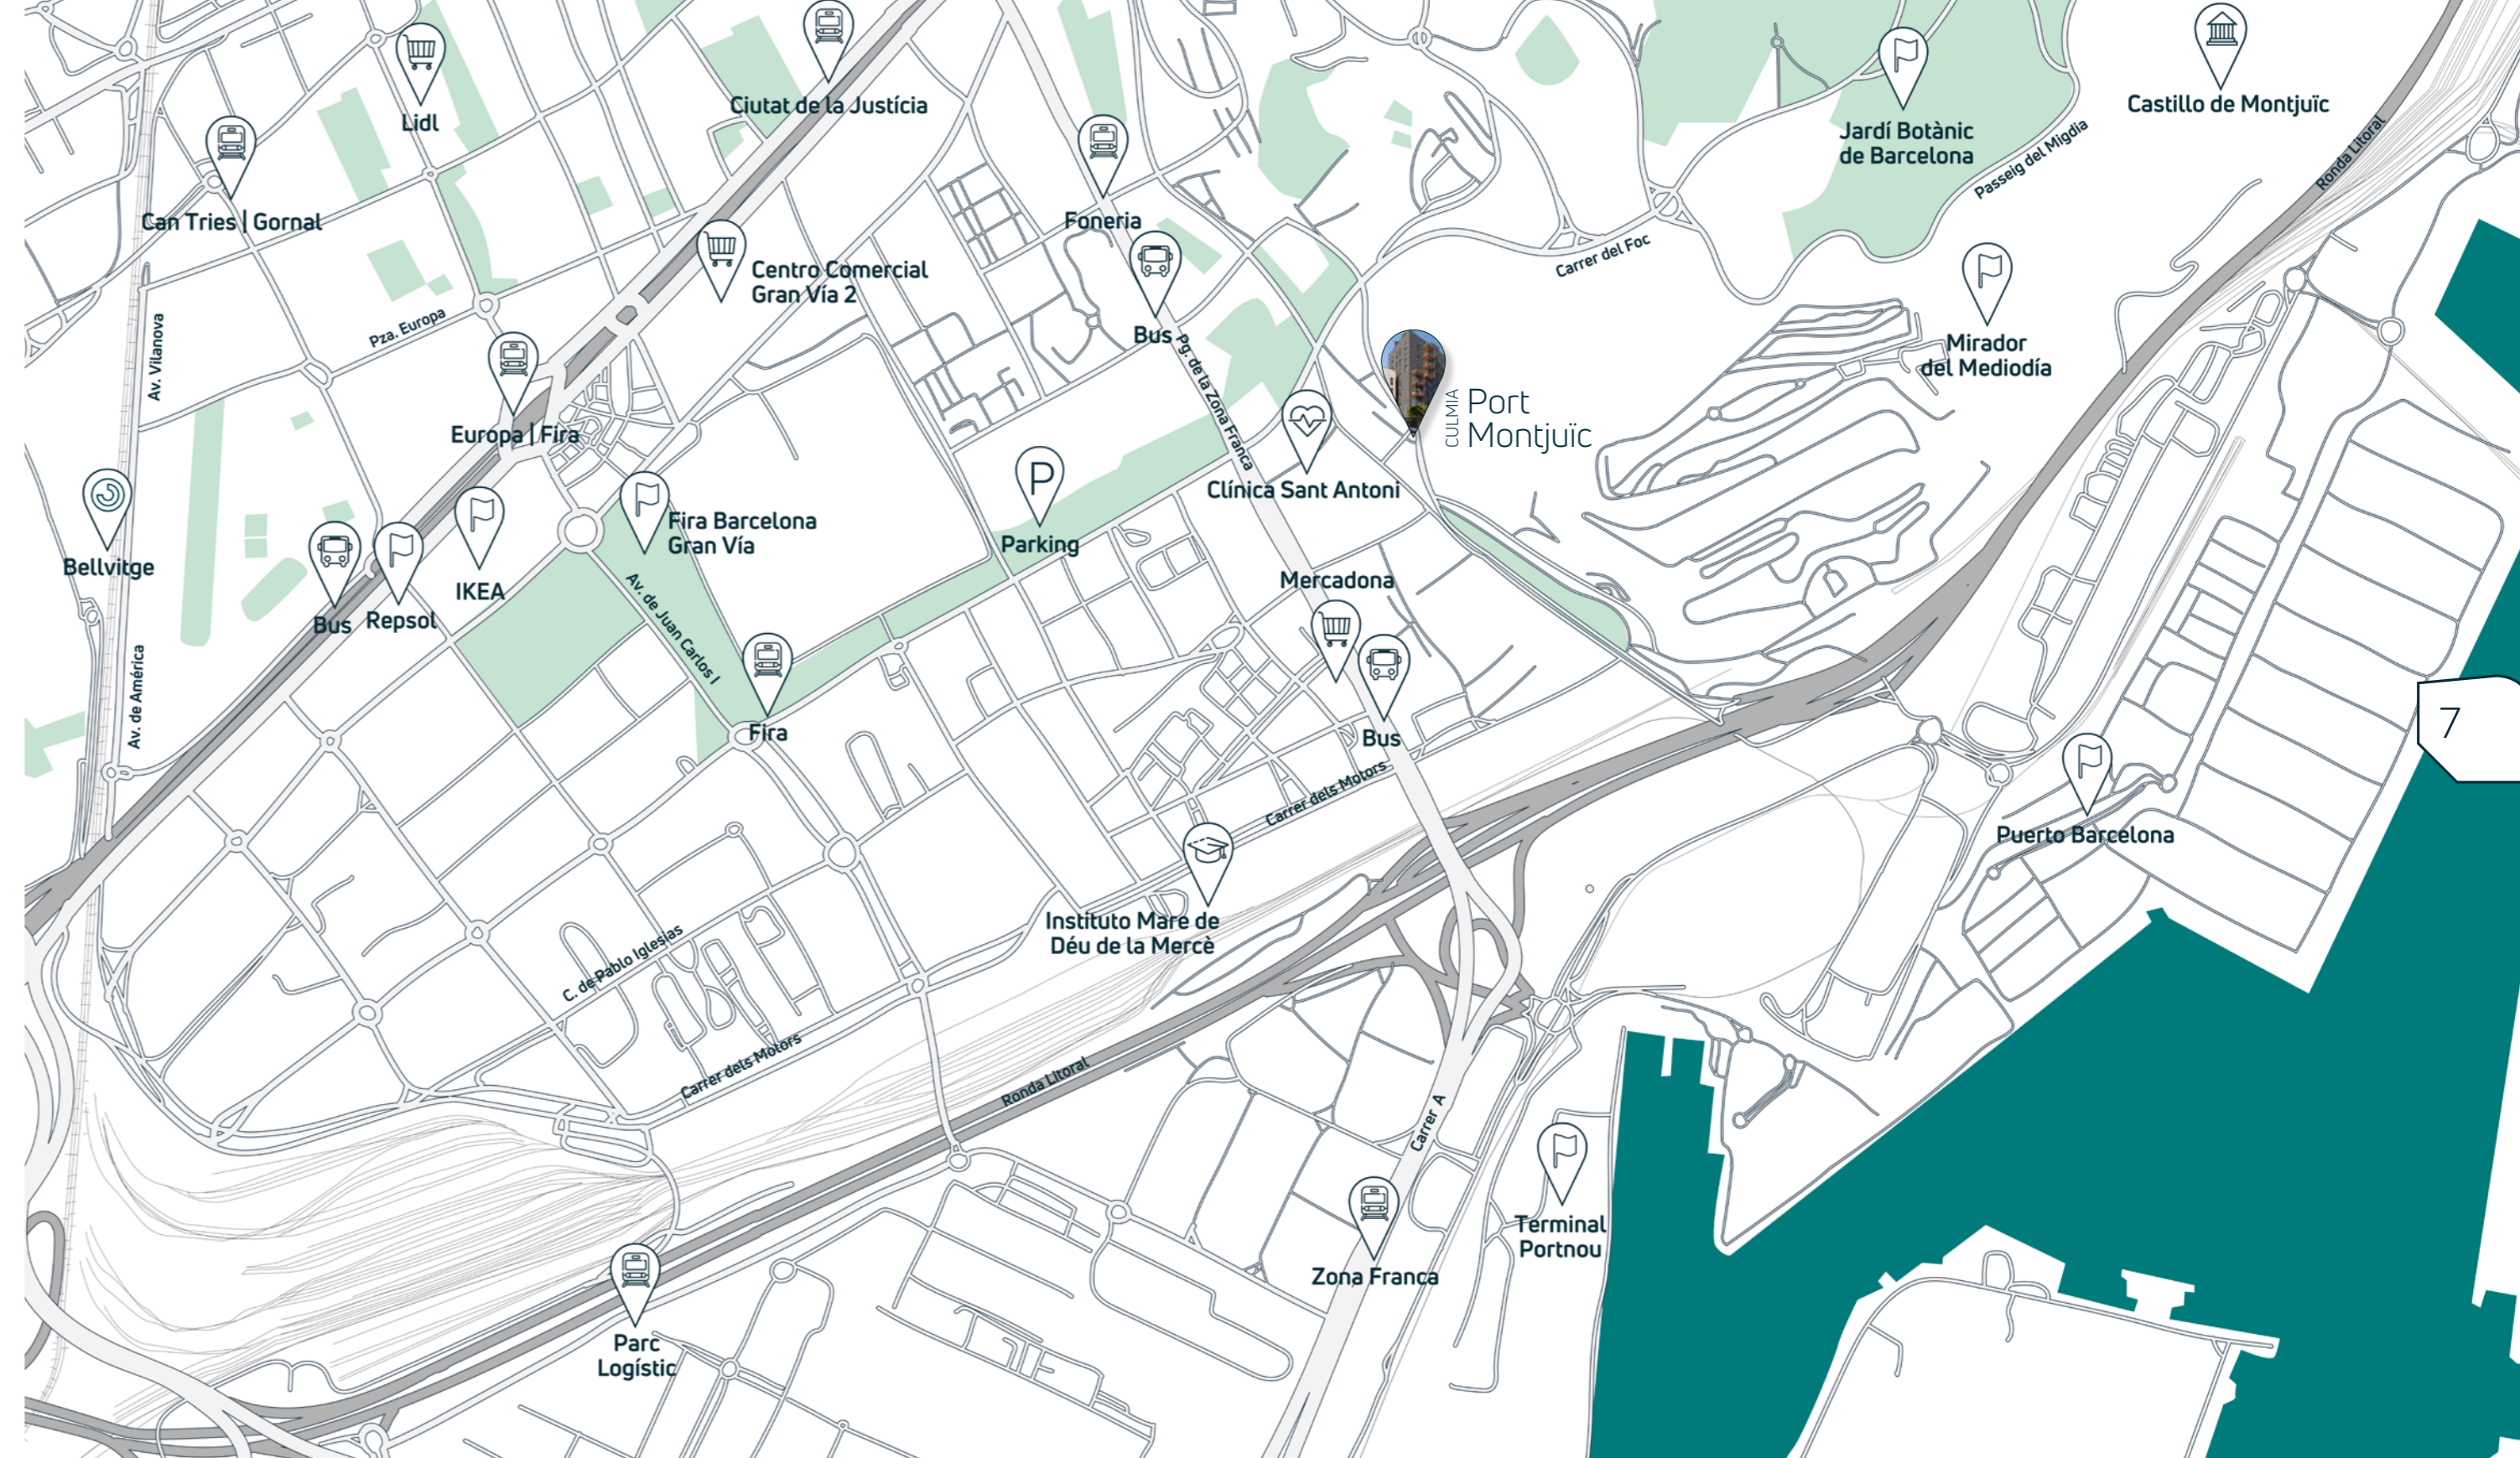 Lidl
Ciutat de la Justícia
Castillo de Montjuïc
Jardí Botànic
de Barcelona
Passeig del Migdia
Ronda Litoral
Can Tries | Gornal
Foneria
Centro Comercial
Gran Vía 2
Carrer del Foc
Pza. Europa
Av. Vilanova
Bus
Pg. de la Zona Franca
Mirador
del Mediodía
CULMIA
Port
Montjuïc
Europa | Fira
Clínica Sant Antoni
P
Parking
Fira Barcelona
Gran Vía
Bellvitge
IKEA
Bus
Repsol
Mercadona
Av. de Juan Carlos I
Av. de América
Fira
Bus
7
Carrer dels Motors
Puerto Barcelona
Instituto Mare de
Déu de la Mercè
C. de Pablo Iglesias
Carrer dels Motors
Ronda Litoral
Carrer A
Terminal
Portnou
Zona Franca
Parc
Logístic